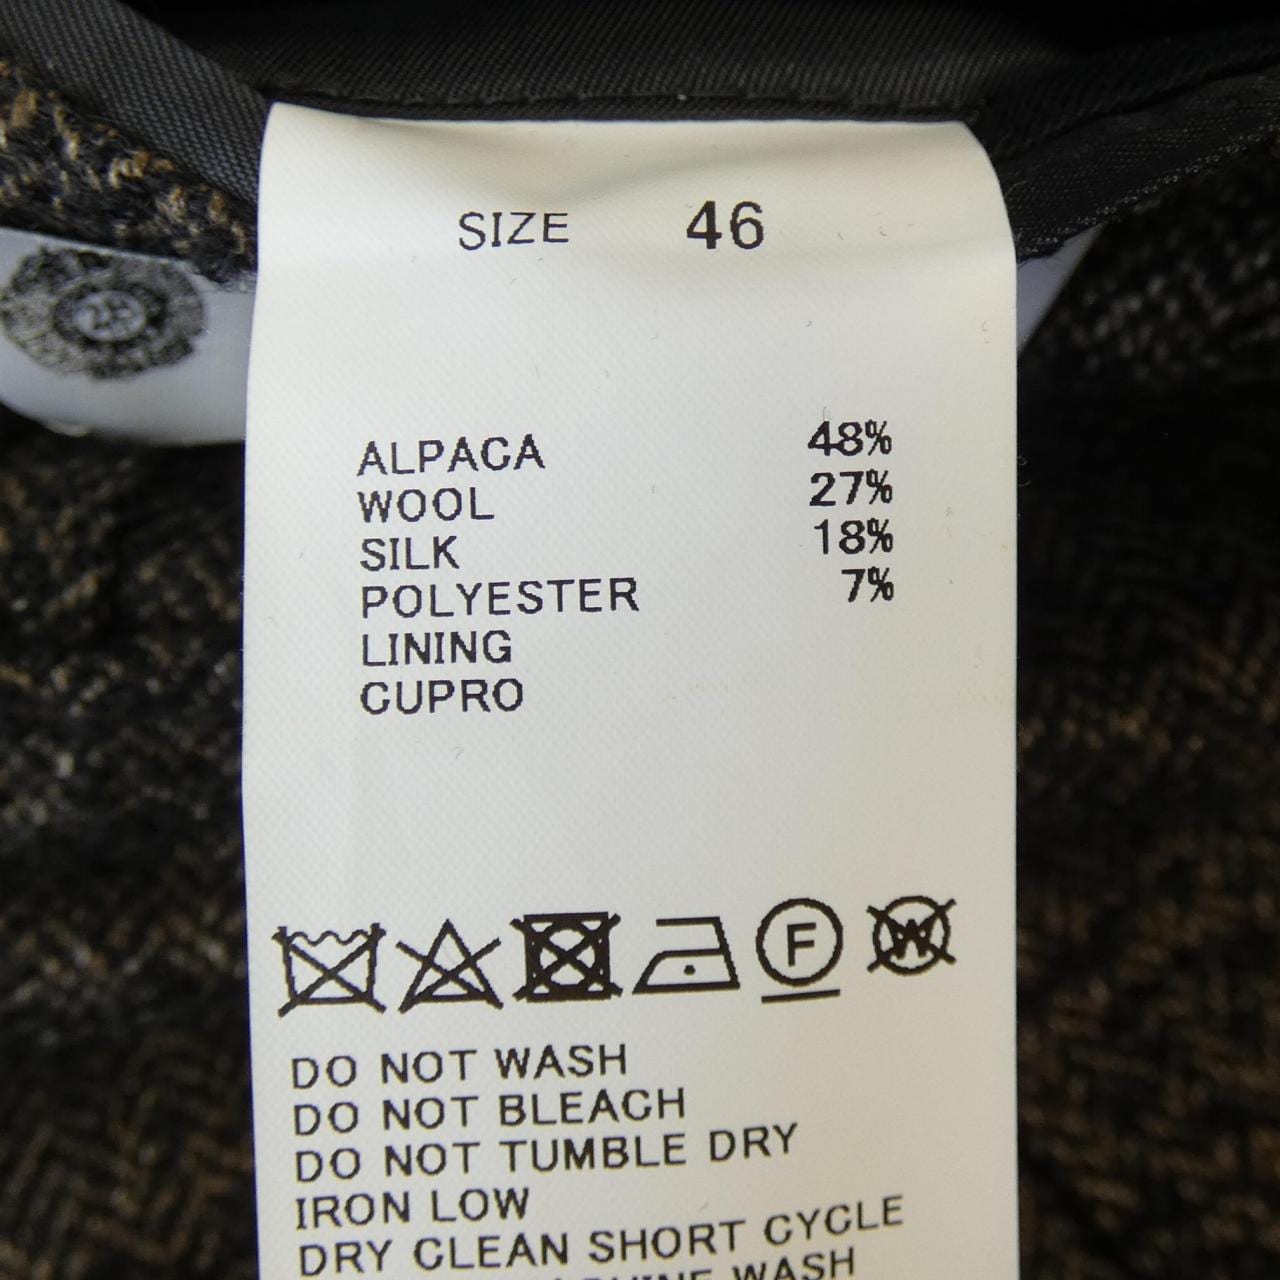 SIZE 46
ALPACA 48%
WOOL 27%
SILK 18%
POLYESTER 7%
LINING
CUPRO
F
W
DO NOT WASH
DO NOT BLEACH
DO NOT TUMBLE DRY
IRON LOW
DRY CLEAN SHORT CYCLE
WASH